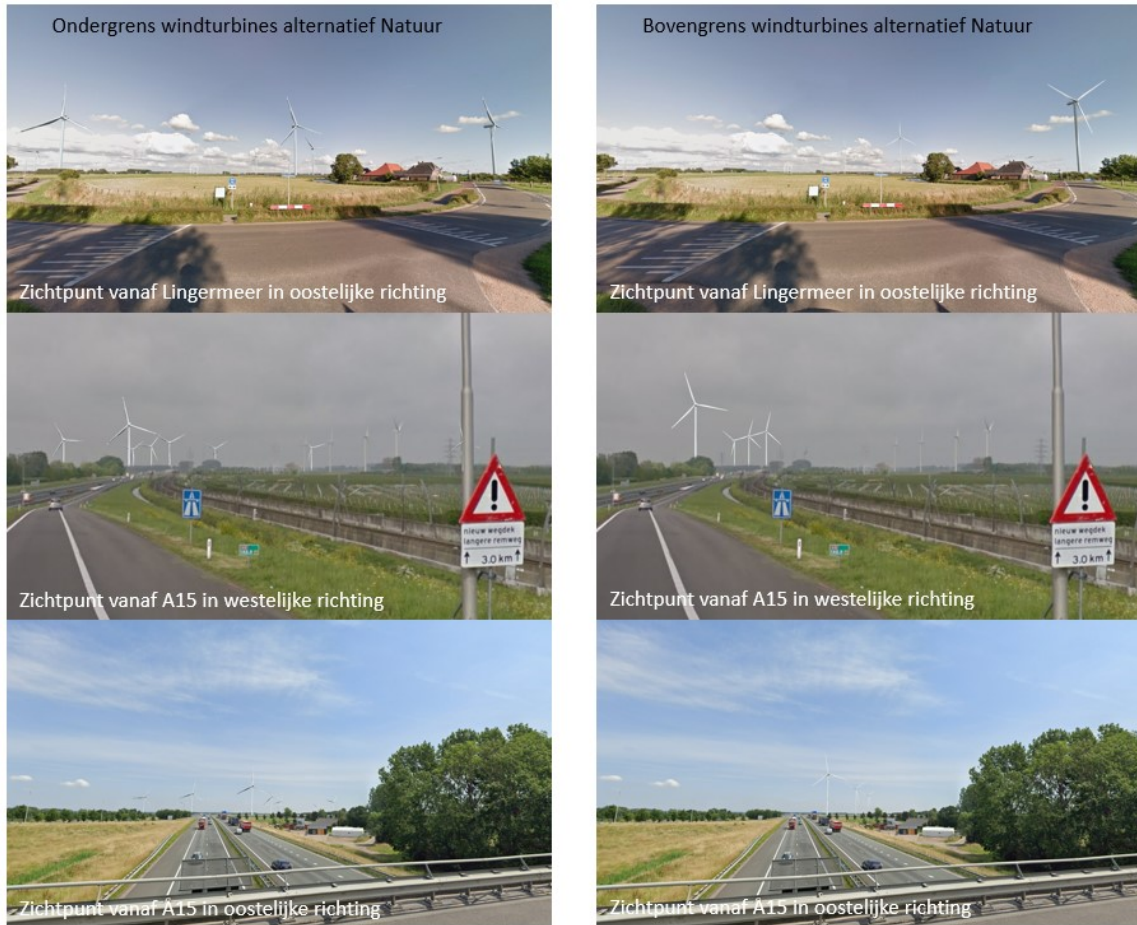 Ondergrens windturbines alternatief Natuur
Bovengrens windturbines alternatief Natuur
Zichtpunt vanaf Lingermeer in oostelijke richting
Zichtpunt vanaf Lingermeer in oostelijke richting
nieuw wegdek
langere remweg
3.0 km
Zichtpunt vanaf A15 in westelijke richting
nieuw wegdek
langere remweg
3.0 km
Zichtpunt vanaf A15 in westelijke richting
Zichtpunt vanaf A15 in oostelijke richting
Zichtpunt vanaf A15 in oostelijke richting